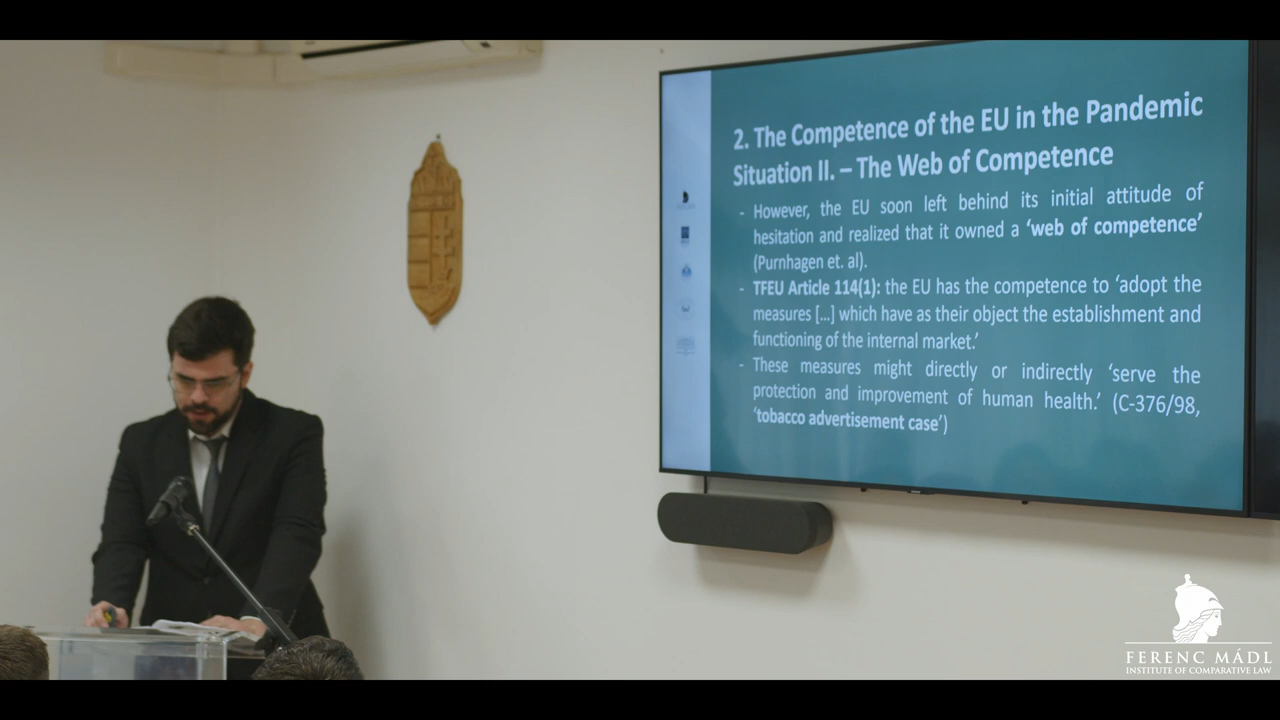 2. The Competence of the EU in the Pandemic
Situation II. – The Web of Competence
- However, the EU soon left behind its initial attitude of
hesitation and realized that it owned a ‘web of competence’
(Purnhagen et. al).
- TFEU Article 114(1): the EU has the competence to ‘adopt the
measures [...] which have as their object the establishment and
functioning of the internal market.’
- These measures might directly or indirectly ‘serve the
protection and improvement of human health.’ (C-376/98,
‘tobacco advertisement case’)
FERENC MÁDL
INSTITUTE OF COMPARATIVE LAW